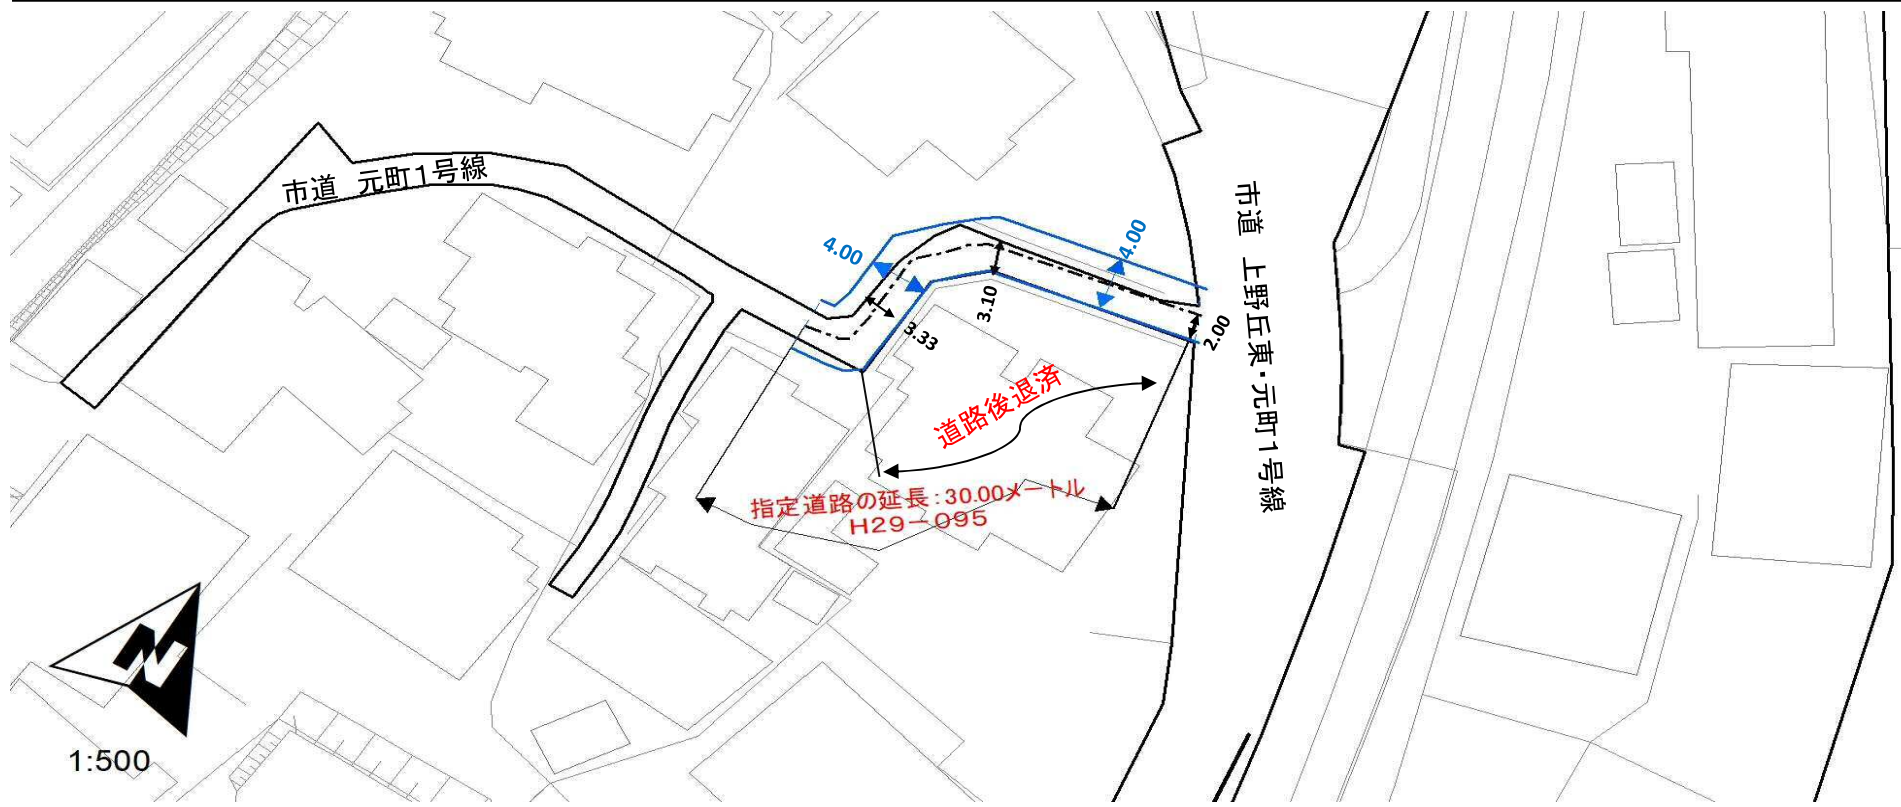 市道 元町1号線
4.00
4.00
市道 上野丘東・元町1号線
3.10
3.33
2.00
道路後退済
指定道路の延長：30.00メートル
H29－095
N
1:500